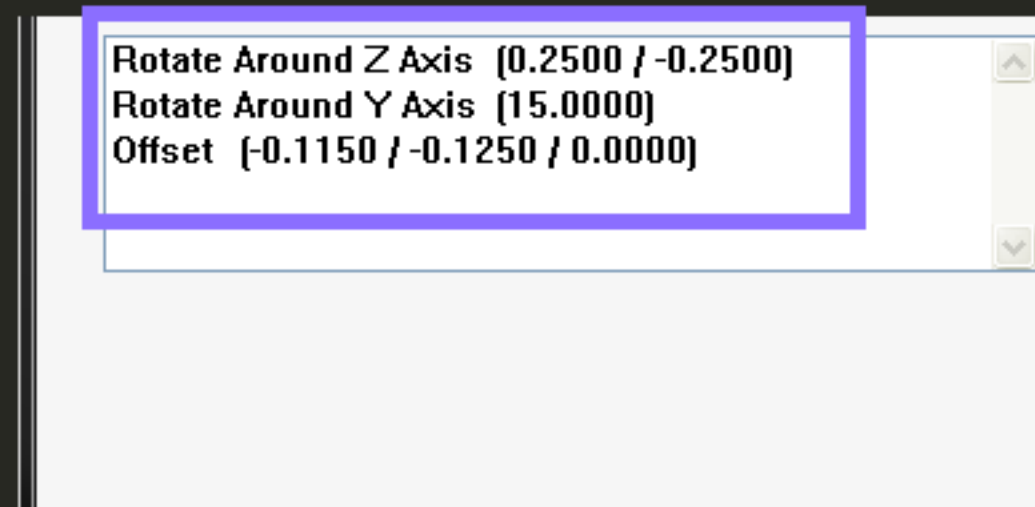 Rotate Around Z Axis (0.2500 / -0.2500)
Rotate Around Y Axis (15.0000)
Offset (-0.1150 / -0.1250 / 0.0000)